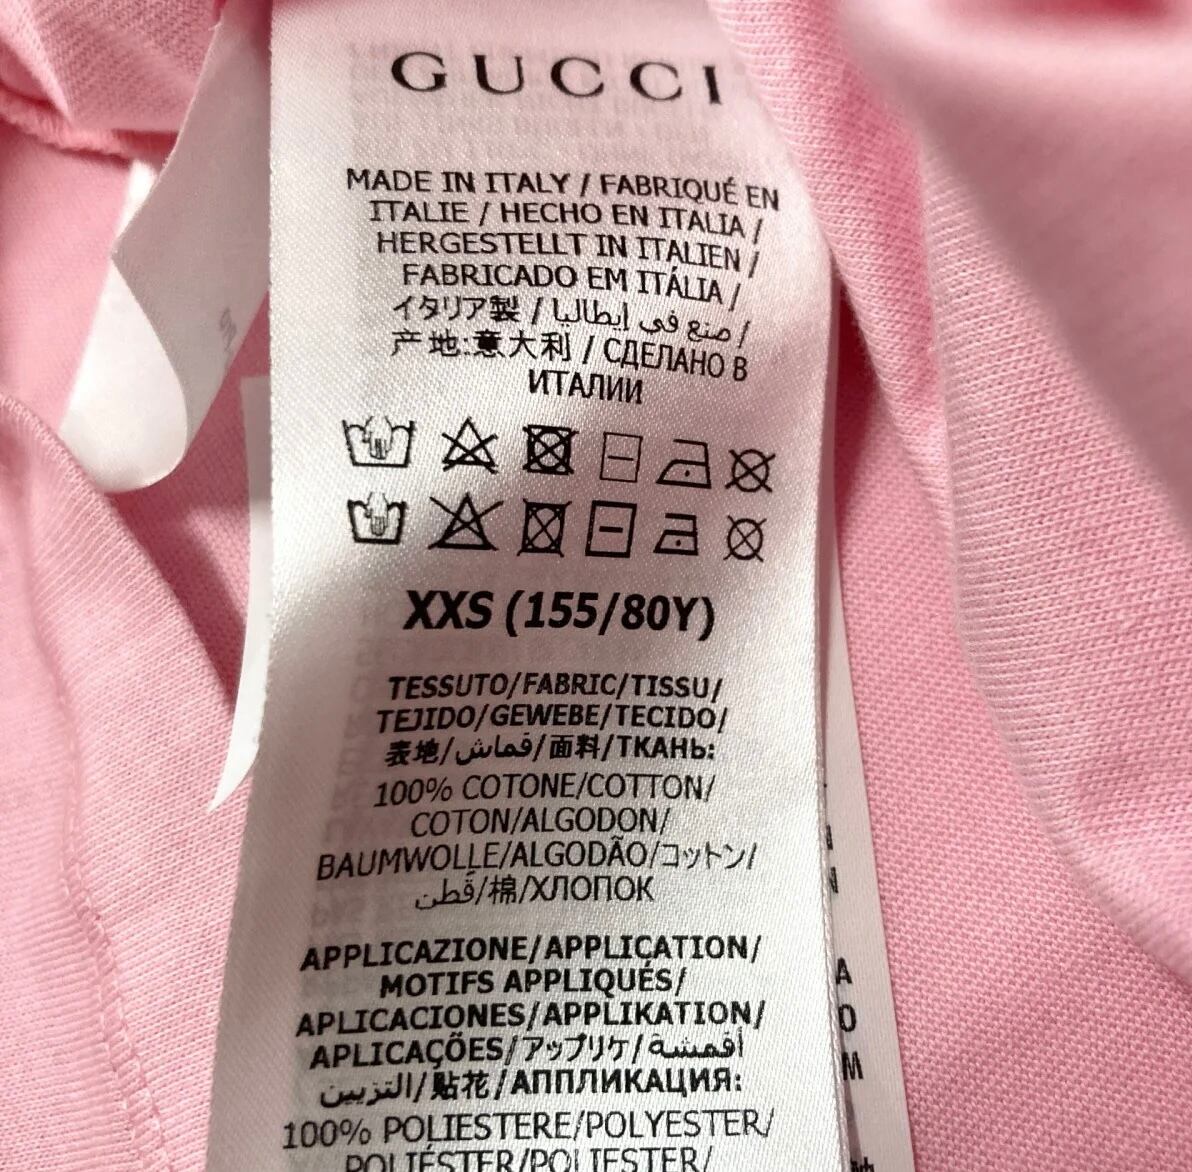 GUCCI
MADE IN ITALY / FABRIQUÉ EN
ITALIE / HECHO EN ITALIA /
HERGESTELLT IN ITALIEN /
FABRICADO EM ITÁLIA /
イタリア製 / صنع في إيطاليا /
产地:意大利 / СДЕЛАНО В
ИТАЛИИ
XXS (155/80Y)
TESSUTO/FABRIC/TISSU/
TEJIDO/GEWEBE/TECIDO/
表地/قماش/面料/ТКАНЬ:
100% COTONE/COTTON/
COTON/ALGODON/
BAUMWOLLE/ALGODÃO/コットン/
قطن/棉/ХЛОПОК
APPLICAZIONE/APPLICATION/
MOTIFS APPLIQUÉS/
APLICACIONES/APPLIKATION/
APLICAÇÕES/アップリケ/أقمشة
التزيين/贴花/АППЛИКАЦИЯ:
100% POLIESTERE/POLYESTER/
POLIÉSTER/POLIESTER/